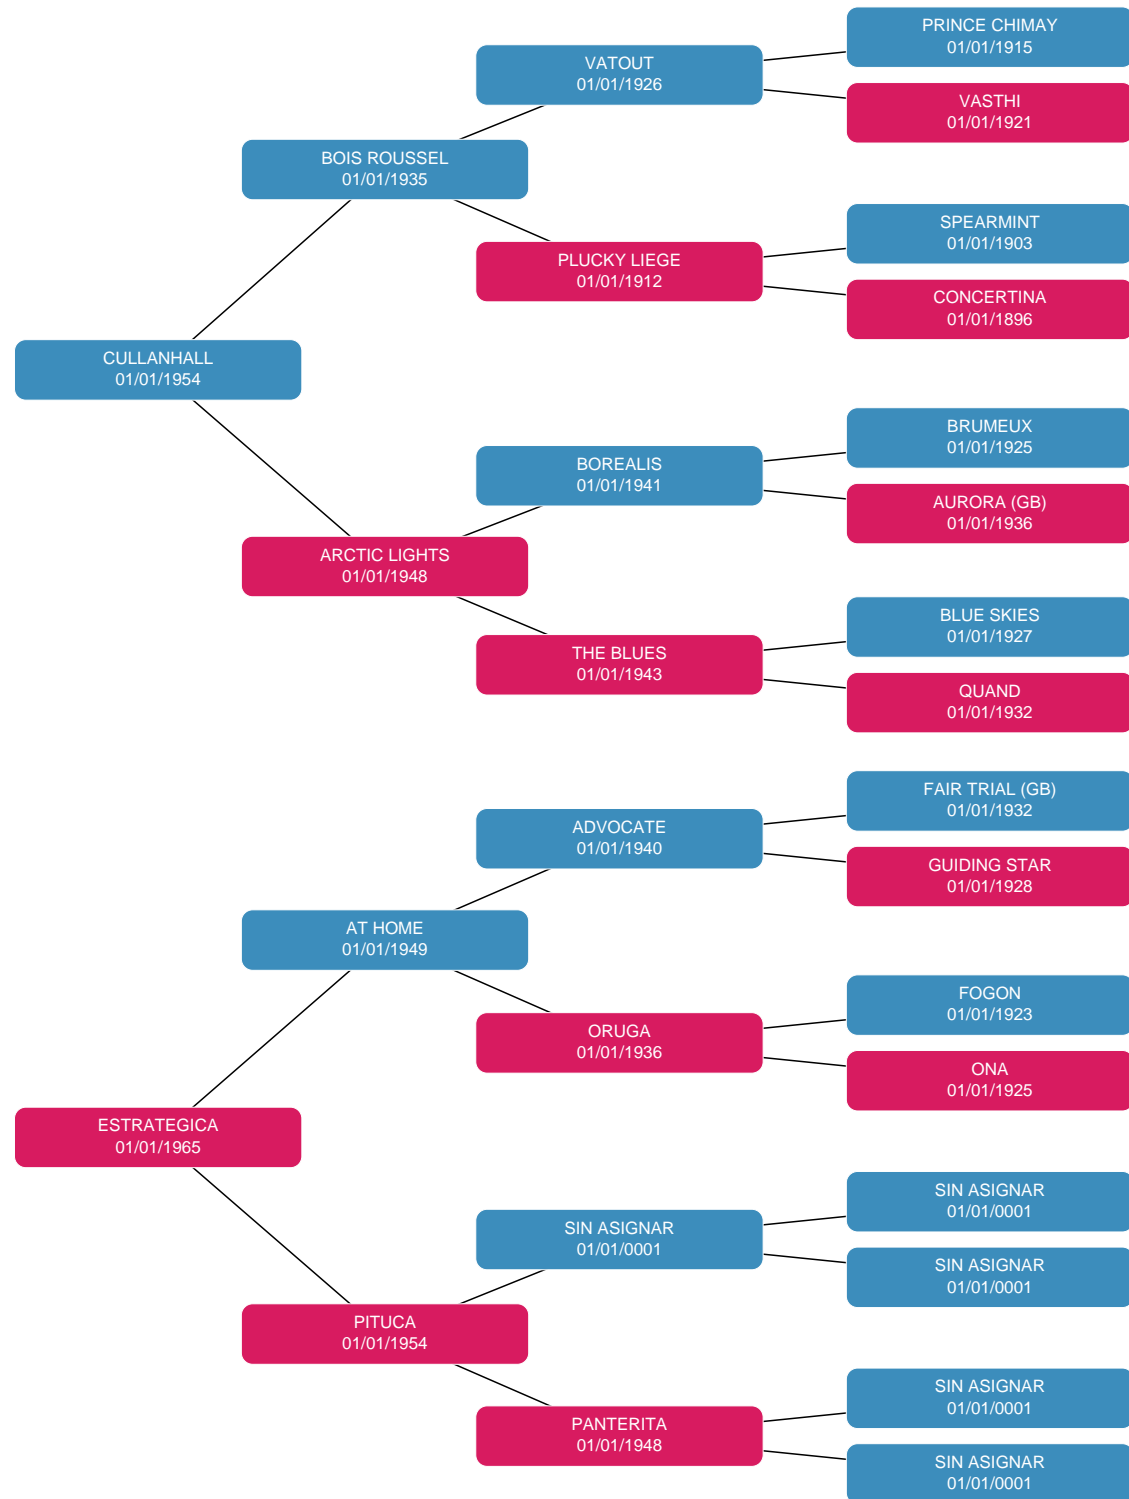 PRINCE CHIMAY
01/01/1915
VATOUT
01/01/1926
VASTHI
01/01/1921
BOIS ROUSSEL
01/01/1935
SPEARMINT
01/01/1903
PLUCKY LIEGE
01/01/1912
CONCERTINA
01/01/1896
CULLANHALL
01/01/1954
BRUMEUX
01/01/1925
BOREALIS
01/01/1941
AURORA (GB)
01/01/1936
ARCTIC LIGHTS
01/01/1948
BLUE SKIES
01/01/1927
THE BLUES
01/01/1943
QUAND
01/01/1932
FAIR TRIAL (GB)
01/01/1932
ADVOCATE
01/01/1940
GUIDING STAR
01/01/1928
AT HOME
01/01/1949
FOGON
01/01/1923
ORUGA
01/01/1936
ONA
01/01/1925
ESTRATEGICA
01/01/1965
SIN ASIGNAR
01/01/0001
SIN ASIGNAR
01/01/0001
SIN ASIGNAR
01/01/0001
PITUCA
01/01/1954
SIN ASIGNAR
01/01/0001
PANTERITA
01/01/1948
SIN ASIGNAR
01/01/0001